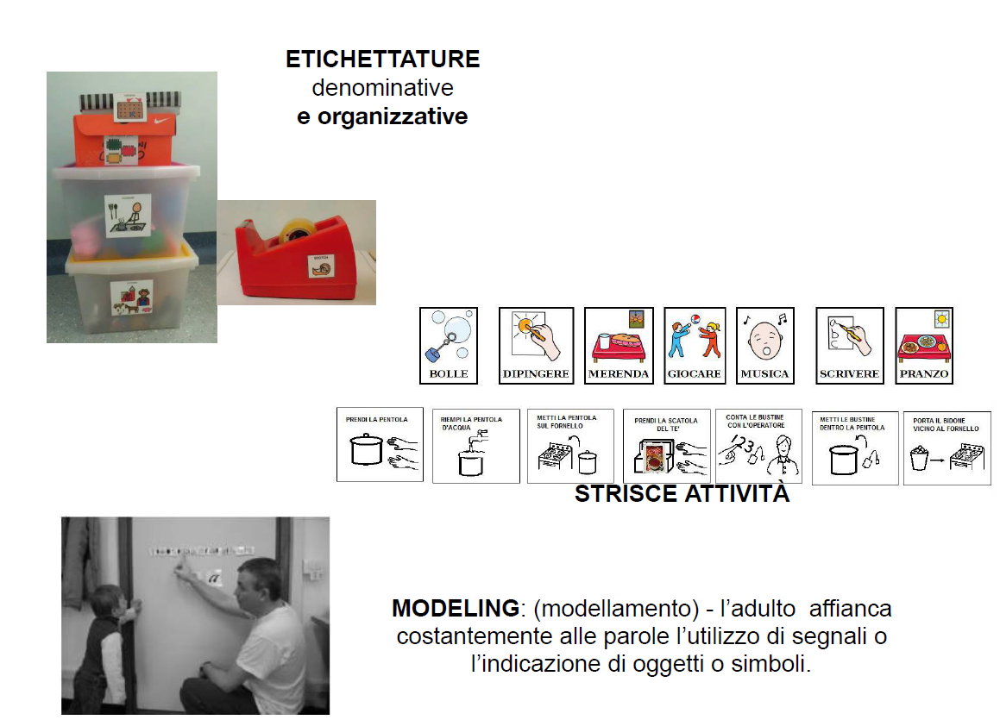 ETICHETTATURE
denominative
e organizzative
SCOTCH
BOLLE
DIPINGERE
MERENDA
GIOCARE
MUSICA
SCRIVERE
PRANZO
PRENDI LA PENTOLA
RIEMPI LA PENTOLA
D'ACQUA
METTI LA PENTOLA
SUL FORNELLO
PRENDI LA SCATOLA
DEL TE'
CONTA LE BUSTINE
CON L'OPERATORE
123
METTI LE BUSTINE
DENTRO LA PENTOLA
PORTA IL BIDONE
VICINO AL FORNELLO
STRISCE ATTIVITÀ
a
MODELING: (modellamento) - l’adulto affianca
costantemente alle parole l’utilizzo di segnali o
l’indicazione di oggetti o simboli.